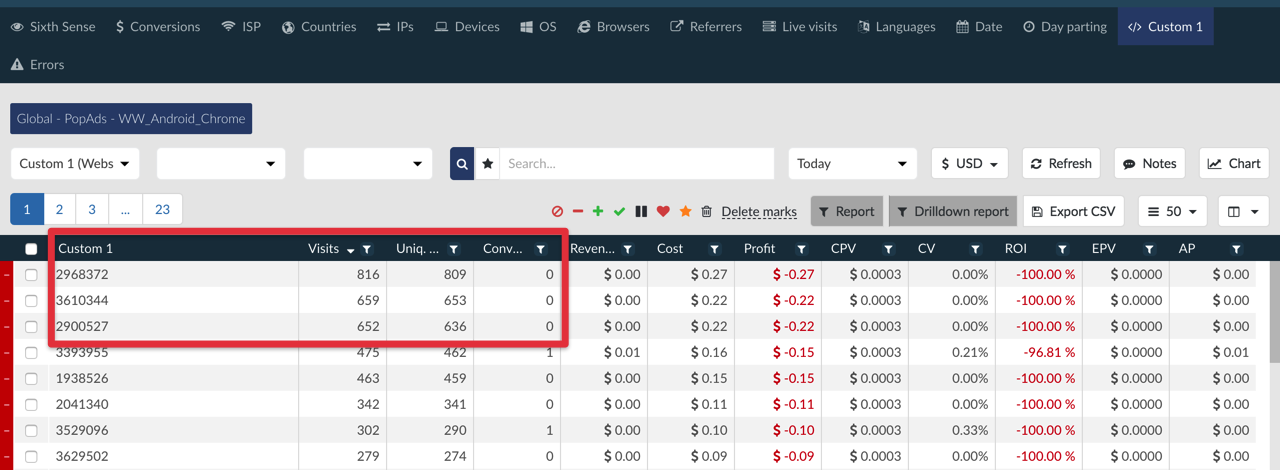 Sixth Sense $ Conversions ISP Countries IPs Devices OS Browsers Referrers Live visits Languages Date Day parting </> Custom 1
Errors
Global - PopAds - WW_Android_Chrome
Custom 1 (Webs Search... Today $ USD Refresh Notes Chart
1 2 3 ... 23 Delete marks Report Drilldown report Export CSV 50
Custom 1 Visits Uniq. ... Conv... Reven... Cost Profit CPV CV ROI EPV AP
2968372 816 809 0 $ 0.00 $ 0.27 $ -0.27 $ 0.0003 0.00% -100.00 % $ 0.0000 $ 0.00
3610344 659 653 0 $ 0.00 $ 0.22 $ -0.22 $ 0.0003 0.00% -100.00 % $ 0.0000 $ 0.00
2900527 652 636 0 $ 0.00 $ 0.22 $ -0.22 $ 0.0003 0.00% -100.00 % $ 0.0000 $ 0.00
3393955 475 462 1 $ 0.01 $ 0.16 $ -0.15 $ 0.0003 0.21% -96.81 % $ 0.0000 $ 0.01
1938526 463 459 0 $ 0.00 $ 0.15 $ -0.15 $ 0.0003 0.00% -100.00 % $ 0.0000 $ 0.00
2041340 342 341 0 $ 0.00 $ 0.11 $ -0.11 $ 0.0003 0.00% -100.00 % $ 0.0000 $ 0.00
3529096 302 290 1 $ 0.00 $ 0.10 $ -0.10 $ 0.0003 0.33% -100.00 % $ 0.0000 $ 0.00
3629502 279 274 0 $ 0.00 $ 0.09 $ -0.09 $ 0.0003 0.00% -100.00 % $ 0.0000 $ 0.00